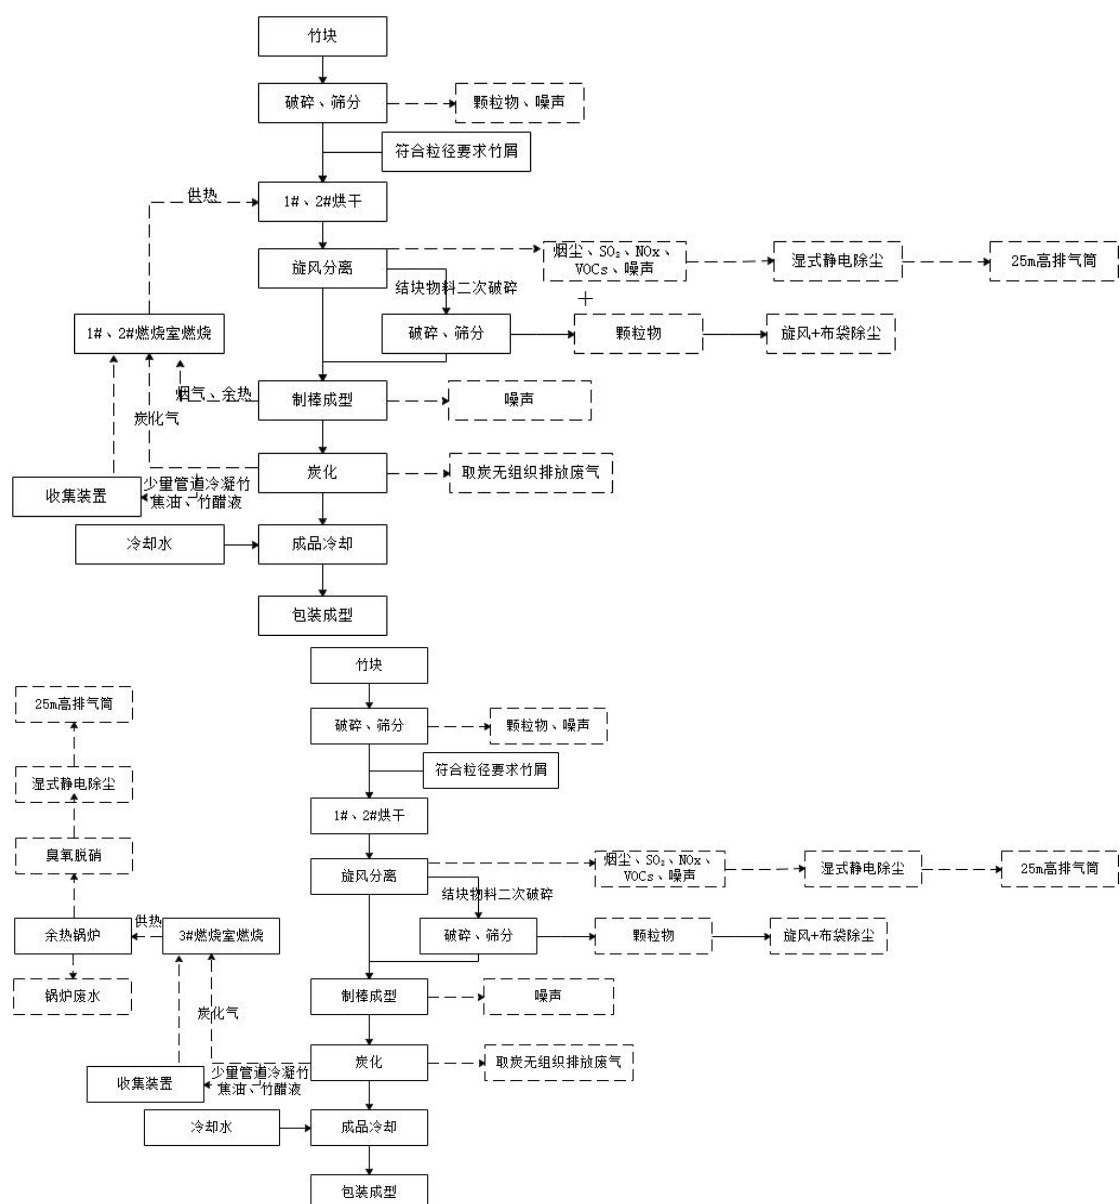 竹块
破碎、筛分
颗粒物、噪声
符合粒径要求竹屑
供热
1#、2#烘干
旋风分离
烟尘、SO₂、NOx、
VOCs、噪声
湿式静电除尘
25m高排气筒
结块物料二次破碎
1#、2#燃烧室燃烧
破碎、筛分
颗粒物
旋风+布袋除尘
烟气、余热
制棒成型
噪声
炭化气
炭化
取炭无组织排放废气
收集装置
少量管道冷凝竹
焦油、竹醋液
冷却水
成品冷却
包装成型
竹块
25m高排气筒
破碎、筛分
颗粒物、噪声
湿式静电除尘
符合粒径要求竹屑
1#、2#烘干
臭氧脱硝
旋风分离
烟尘、SO₂、NOx、
VOCs、噪声
湿式静电除尘
25m高排气筒
结块物料二次破碎
余热锅炉
供热
3#燃烧室燃烧
破碎、筛分
颗粒物
旋风+布袋除尘
锅炉废水
制棒成型
噪声
炭化气
炭化
取炭无组织排放废气
收集装置
少量管道冷凝竹
焦油、竹醋液
冷却水
成品冷却
包装成型